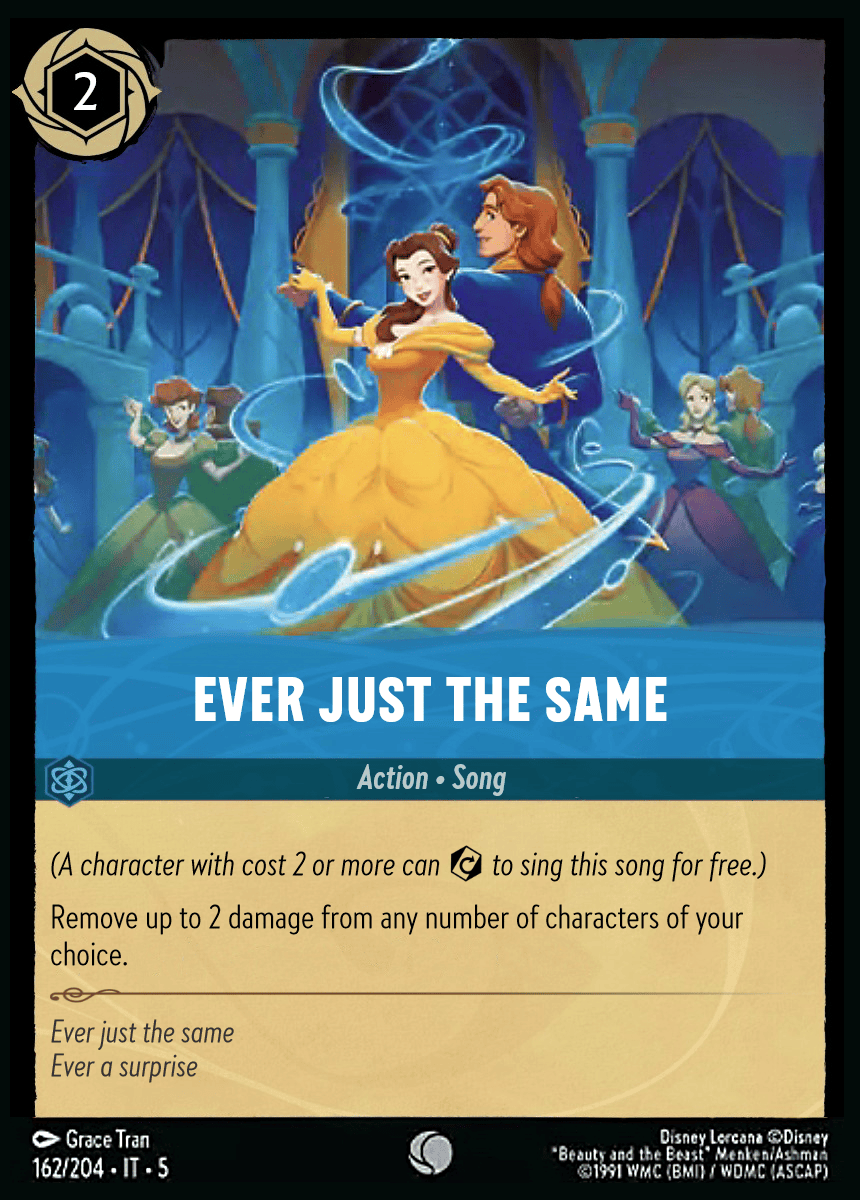 2
EVER JUST THE SAME
Action • Song
(A character with cost 2 or more can to sing this song for free.)
Remove up to 2 damage from any number of characters of your
choice.
Ever just the same
Ever a surprise
Grace Tran
162/204 • IT • 5
Disney Lorcana ©Disney
"Beauty and the Beast" Menken/Ashman
©1991 WMC (BMI) / WDMC (ASCAP)